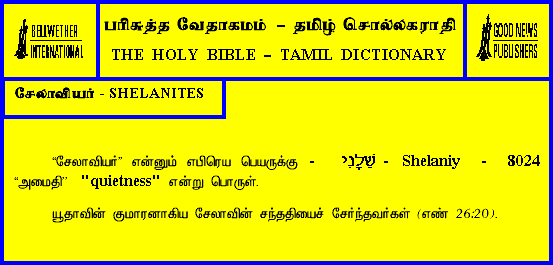 BELLWETHER
INTERNATIONAL
பரிசுத்த வேதாகமம் – தமிழ் சொல்லகராதி
THE HOLY BIBLE – TAMIL DICTIONARY
GOOD NEWS
PUBLISHERS
சேலாவியர் - SHELANITES
“சேலாவியர்” என்னும் எபிரெய பெயருக்கு - שֵׁלָנִי - Shelaniy - 8024
“அமைதி” "quietness" என்று பொருள்.
யூதாவின் குமாரனாகிய சேலாவின் சந்ததியைச் சேர்ந்தவர்கள் (எண் 26:20).